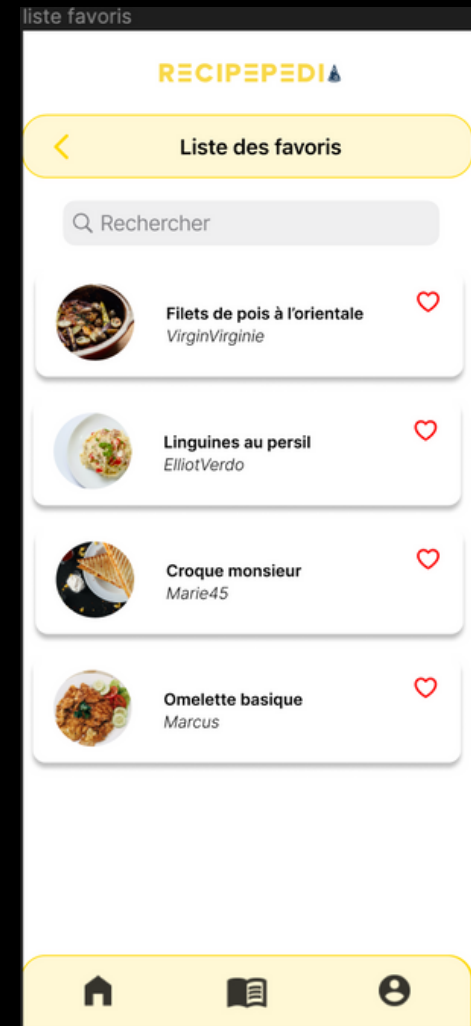 liste favoris
RECIPEPEDIA
Liste des favoris
Rechercher
Filets de pois à l’orientale
VirginVirginie
Linguines au persil
ElliotVerdo
Croque monsieur
Marie45
Omelette basique
Marcus